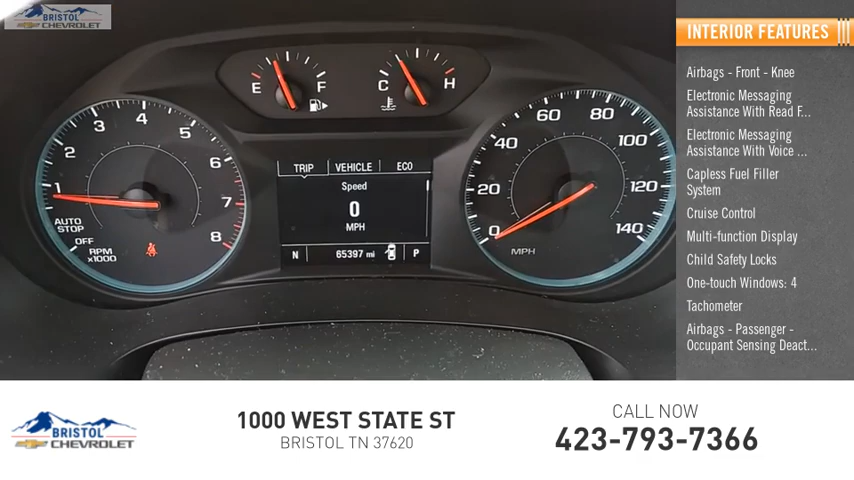 BRISTOL
CHEVROLET
INTERIOR FEATURES
Airbags - Front - Knee
Electronic Messaging
Assistance With Read F...
Electronic Messaging
Assistance With Voice ...
Capless Fuel Filler
System
Cruise Control
Multi-function Display
Child Safety Locks
One-touch Windows: 4
Tachometer
Airbags - Passenger -
Occupant Sensing Deact...
E F
C H
1 2 3 4 5 6 7 8
AUTO
STOP
OFF
RPM
x1000
TRIP VEHICLE ECO
Speed
0
MPH
N 65397 mi P
0 20 40 60 80 100 120 140
MPH
BRISTOL
CHEVROLET
1000 WEST STATE ST
BRISTOL TN 37620
CALL NOW
423-793-7366